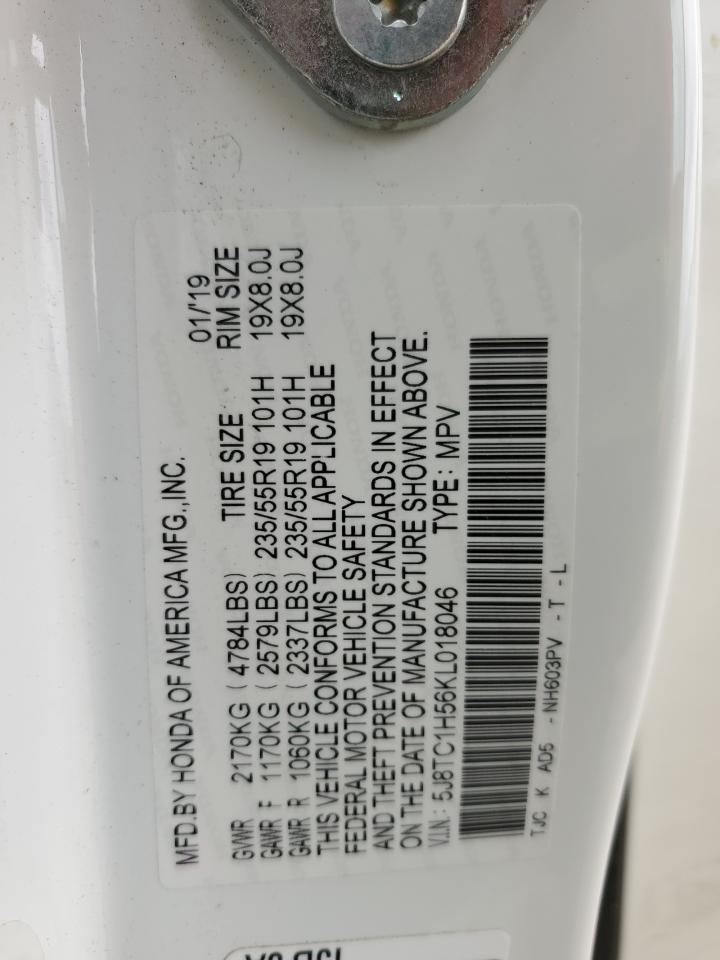 MFD.BY HONDA OF AMERICA MFG.,INC. 01/'19
GVWR 2170KG ( 4784LBS) TIRE SIZE RIM SIZE
GAWR F 1170KG ( 2579LBS) 235/55R19 101H 19X8.0J
GAWR R 1060KG ( 2337LBS) 235/55R19 101H 19X8.0J
THIS VEHICLE CONFORMS TO ALL APPLICABLE
FEDERAL MOTOR VEHICLE SAFETY
AND THEFT PREVENTION STANDARDS IN EFFECT
ON THE DATE OF MANUFACTURE SHOWN ABOVE.
V.I.N.: 5J8TC1H56KL018046 TYPE: MPV
TJC K AD5 - NH603PV - T - L